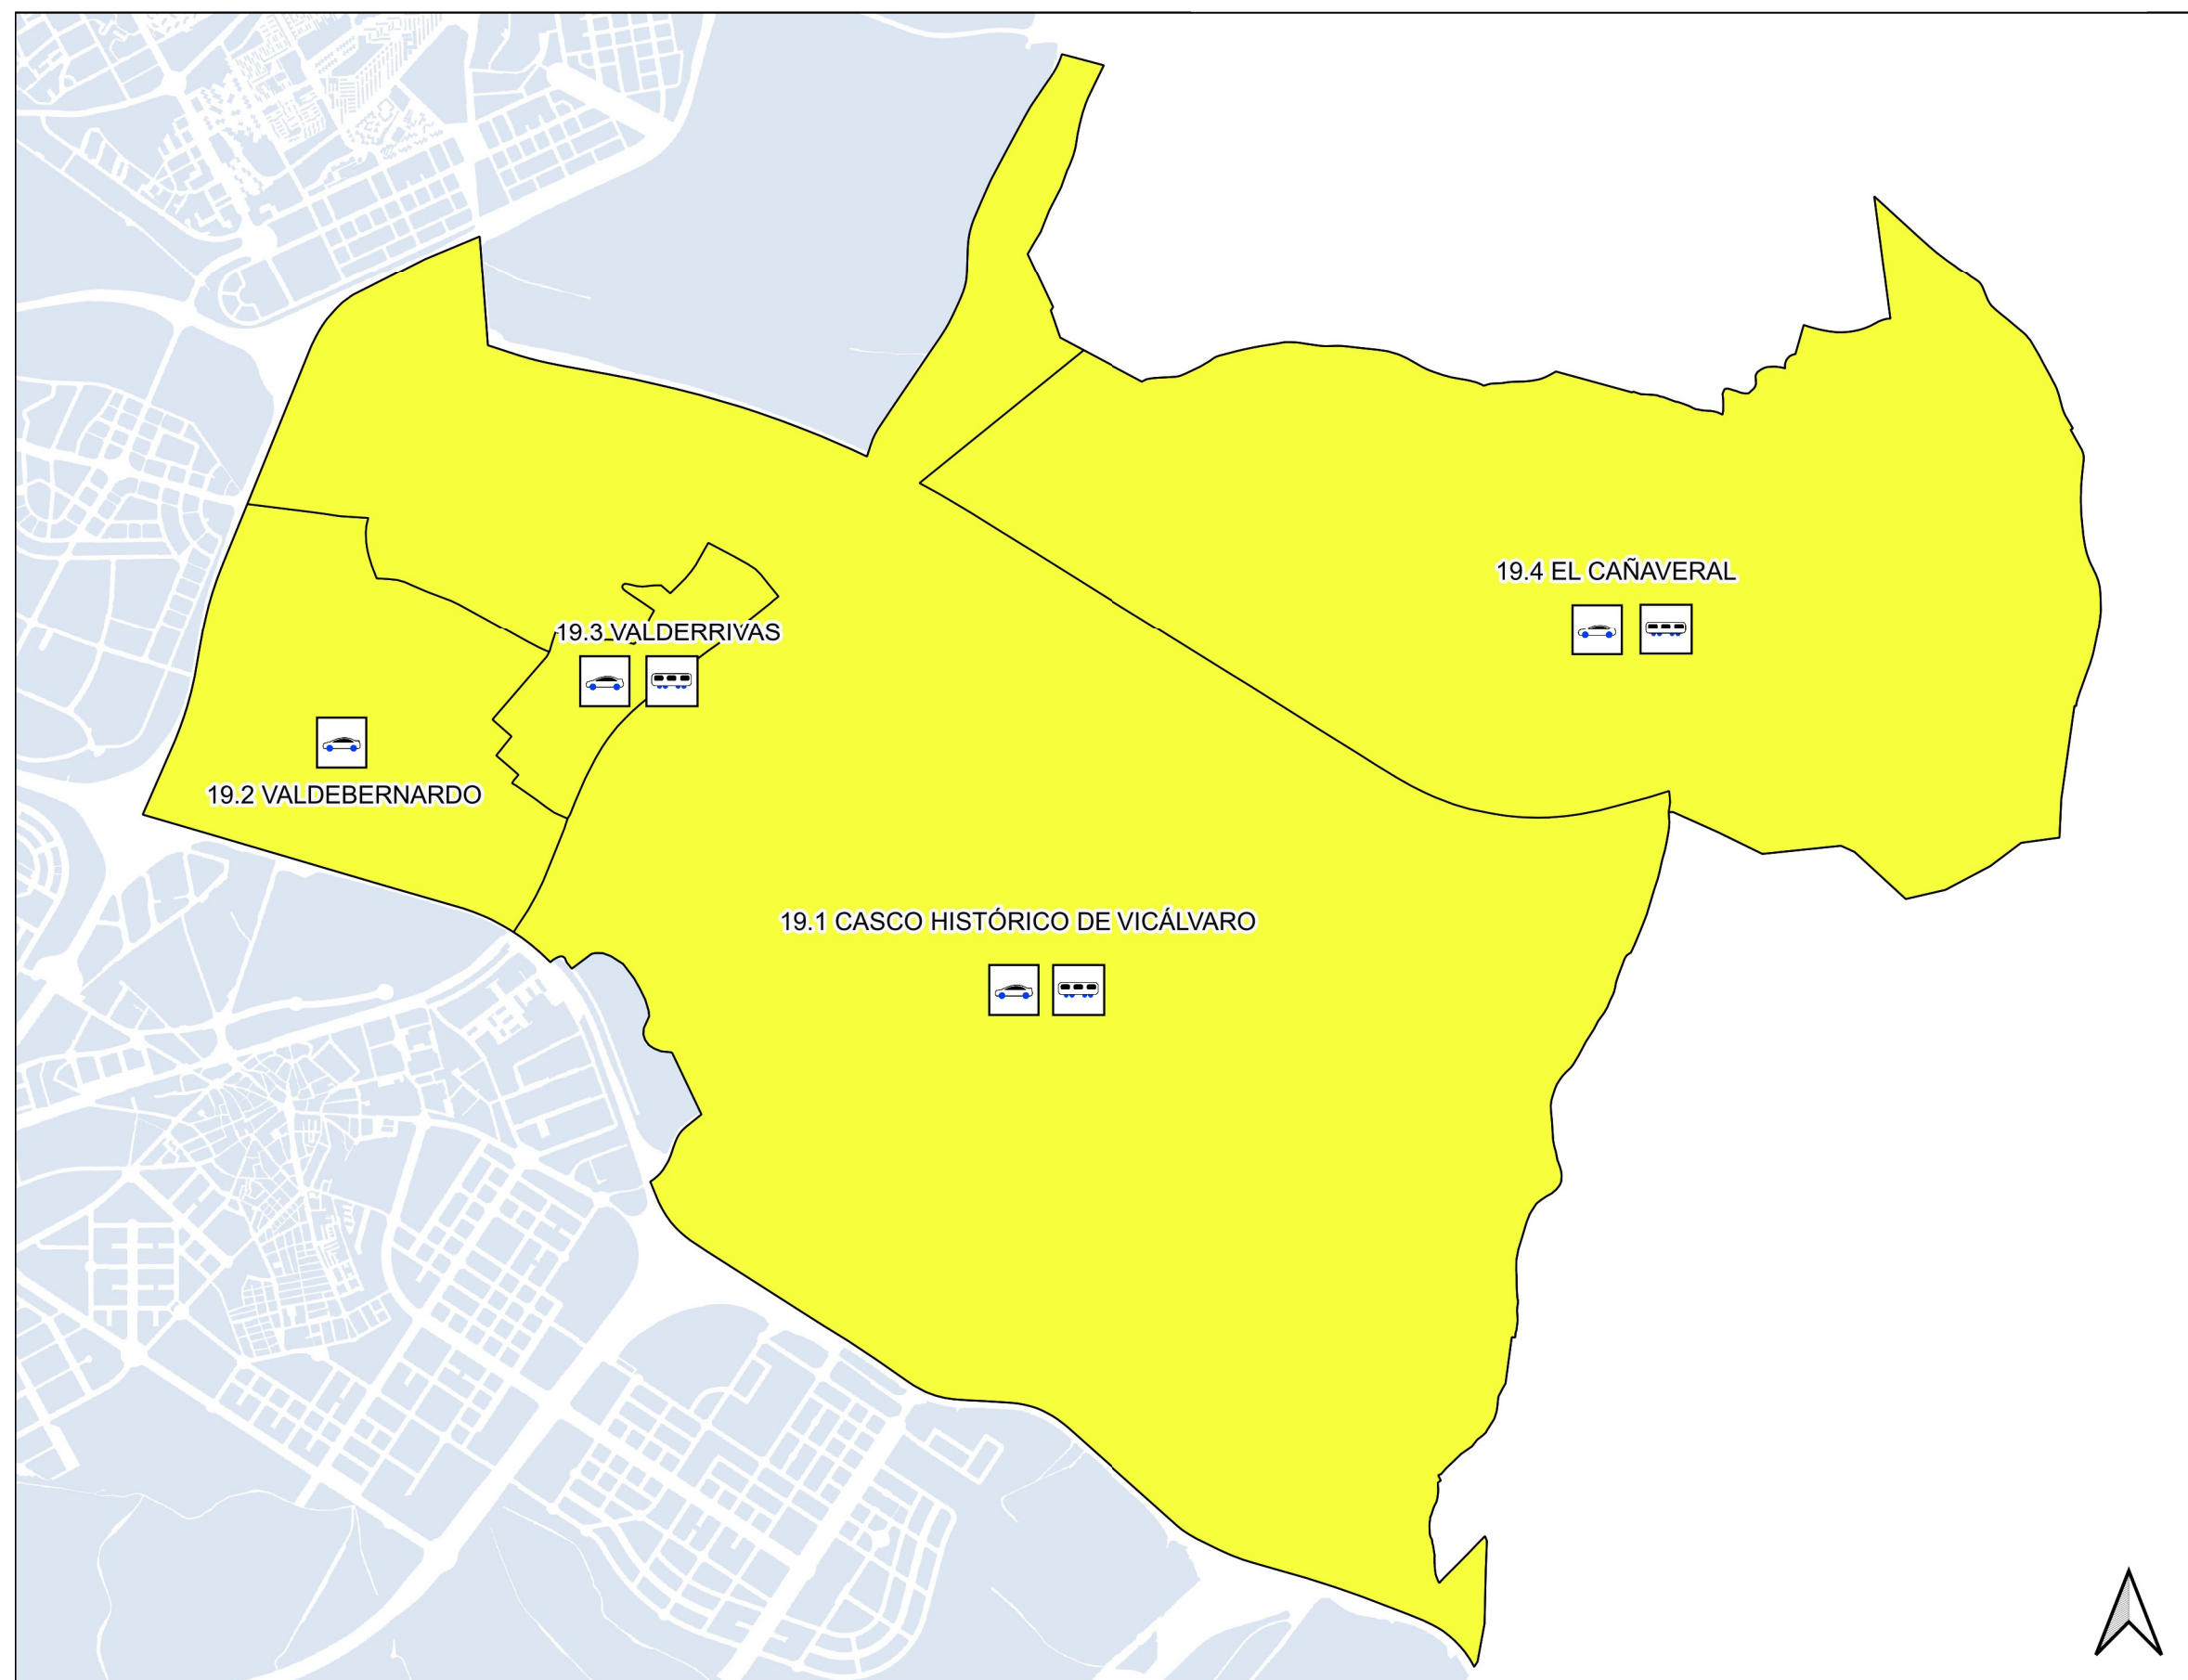 19.4 EL CAÑAVERAL
19.3 VALDERRIVAS
19.2 VALDEBERNARDO
19.1 CASCO HISTÓRICO DE VICÁLVARO